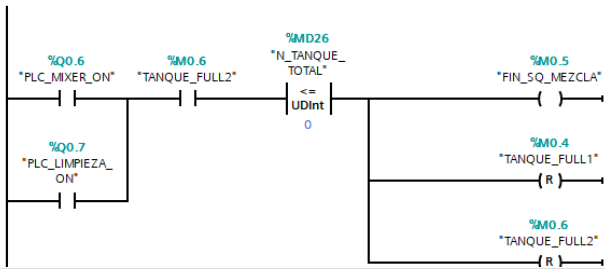 %MD26
%Q0.6
%M0.6
"N_TANQUE_
%M0.5
"PLC_MIXER_ON"
"TANQUE_FULL2"
TOTAL"
"FIN_SQ_MEZCLA"
<=
UDInt
0
%Q0.7
%M0.4
"PLC_LIMPIEZA_
"TANQUE_FULL1"
ON"
R
%M0.6
"TANQUE_FULL2"
R